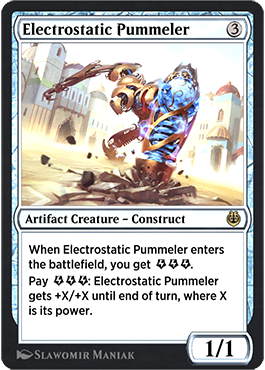 Electrostatic Pummeler 3
Artifact Creature – Construct
When Electrostatic Pummeler enters
the battlefield, you get
Pay : Electrostatic Pummeler
gets +X/+X until end of turn, where X
is its power.
SLAWOMIR MANIAK 1/1